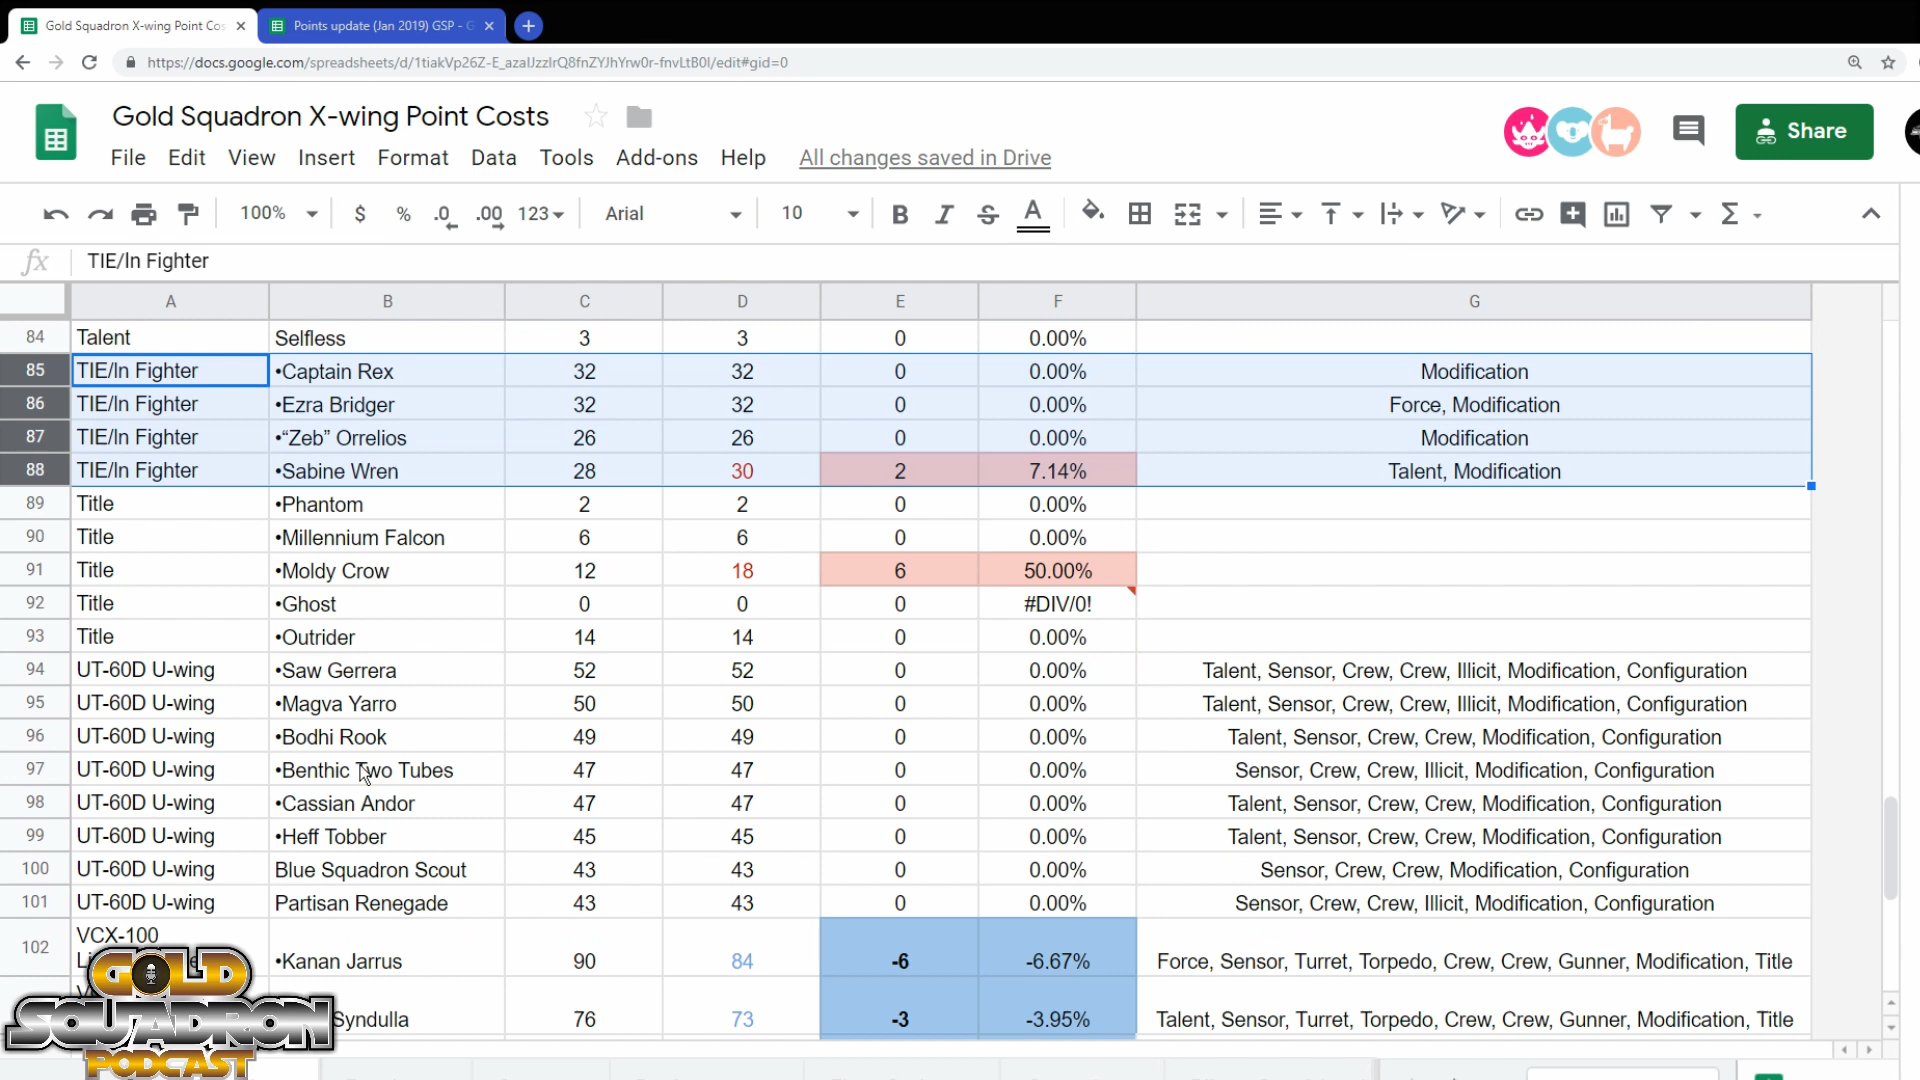 Gold Squadron X-wing Point Cos
Points update (Jan 2019) GSP - G
https://docs.google.com/spreadsheets/d/1tiakVp26Z-E_azalJzzlrQ8fnZYJhYrw0r-fnvLtB0I/edit#gid=0
Gold Squadron X-wing Point Costs
File Edit View Insert Format Data Tools Add-ons Help All changes saved in Drive
Share
100% $ % .0 .00 123 Arial 10 B I S A Σ
fx TIE/ln Fighter
A B C D E F G
84 Talent Selfless 3 3 0 0.00%
85 TIE/ln Fighter •Captain Rex 32 32 0 0.00% Modification
86 TIE/ln Fighter •Ezra Bridger 32 32 0 0.00% Force, Modification
87 TIE/ln Fighter •“Zeb” Orrelios 26 26 0 0.00% Modification
88 TIE/ln Fighter •Sabine Wren 28 30 2 7.14% Talent, Modification
89 Title •Phantom 2 2 0 0.00%
90 Title •Millennium Falcon 6 6 0 0.00%
91 Title •Moldy Crow 12 18 6 50.00%
92 Title •Ghost 0 0 0 #DIV/0!
93 Title •Outrider 14 14 0 0.00%
94 UT-60D U-wing •Saw Gerrera 52 52 0 0.00% Talent, Sensor, Crew, Crew, Illicit, Modification, Configuration
95 UT-60D U-wing •Magva Yarro 50 50 0 0.00% Talent, Sensor, Crew, Crew, Illicit, Modification, Configuration
96 UT-60D U-wing •Bodhi Rook 49 49 0 0.00% Talent, Sensor, Crew, Crew, Modification, Configuration
97 UT-60D U-wing •Benthic Two Tubes 47 47 0 0.00% Sensor, Crew, Crew, Illicit, Modification, Configuration
98 UT-60D U-wing •Cassian Andor 47 47 0 0.00% Talent, Sensor, Crew, Crew, Modification, Configuration
99 UT-60D U-wing •Heff Tobber 45 45 0 0.00% Talent, Sensor, Crew, Crew, Modification, Configuration
100 UT-60D U-wing Blue Squadron Scout 43 43 0 0.00% Sensor, Crew, Crew, Modification, Configuration
101 UT-60D U-wing Partisan Renegade 43 43 0 0.00% Sensor, Crew, Crew, Illicit, Modification, Configuration
VCX-100
102 •Kanan Jarrus 90 84 -6 -6.67% Force, Sensor, Turret, Torpedo, Crew, Crew, Gunner, Modification, Title
Syndulla 76 73 -3 -3.95% Talent, Sensor, Turret, Torpedo, Crew, Crew, Gunner, Modification, Title
GOLD
SQUADRON
PODCAST